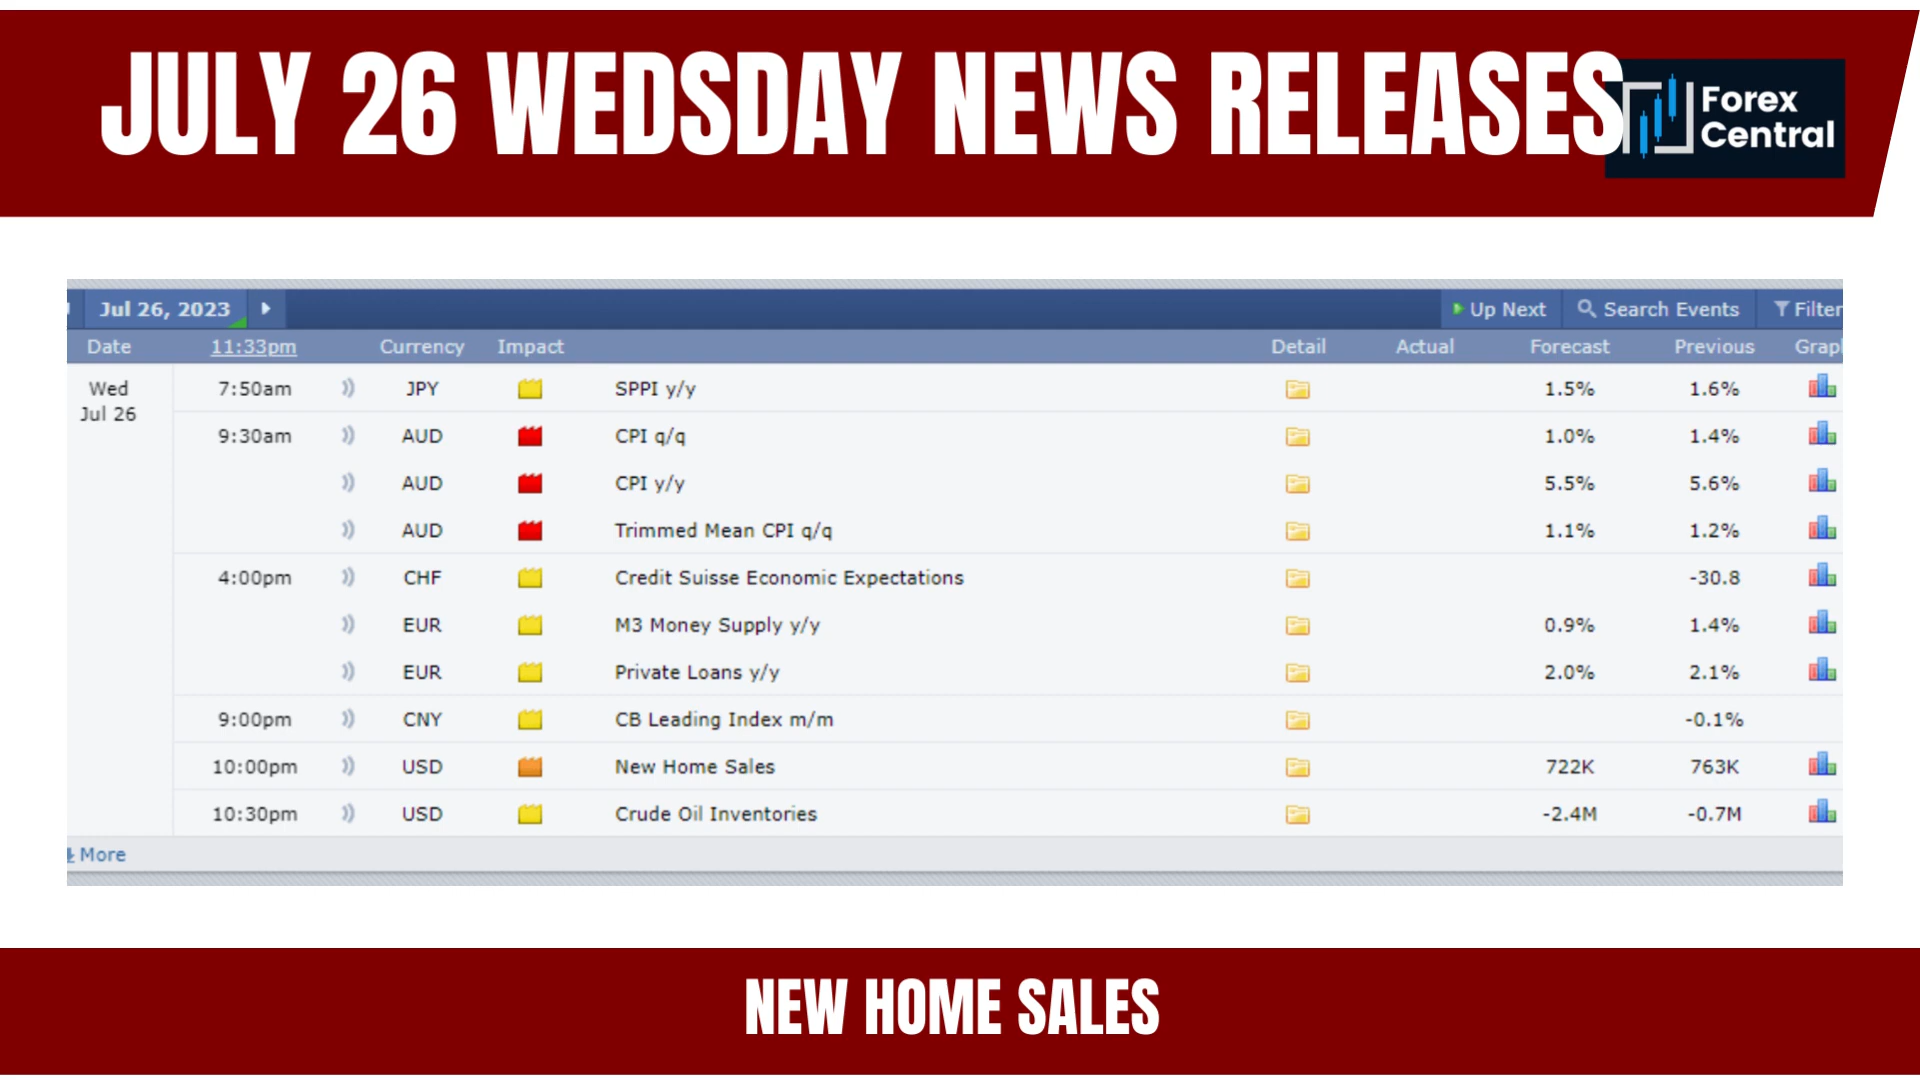 JULY 26 WEDSDAY NEWS RELEASES
Forex
Central
Jul 26, 2023
Up Next Search Events Filter
Date 11:33pm Currency Impact Detail Actual Forecast Previous Grap
Wed 7:50am JPY SPPI y/y 1.5% 1.6%
Jul 26
9:30am AUD CPI q/q 1.0% 1.4%
AUD CPI y/y 5.5% 5.6%
AUD Trimmed Mean CPI q/q 1.1% 1.2%
4:00pm CHF Credit Suisse Economic Expectations -30.8
EUR M3 Money Supply y/y 0.9% 1.4%
EUR Private Loans y/y 2.0% 2.1%
9:00pm CNY CB Leading Index m/m -0.1%
10:00pm USD New Home Sales 722K 763K
10:30pm USD Crude Oil Inventories -2.4M -0.7M
More
NEW HOME SALES